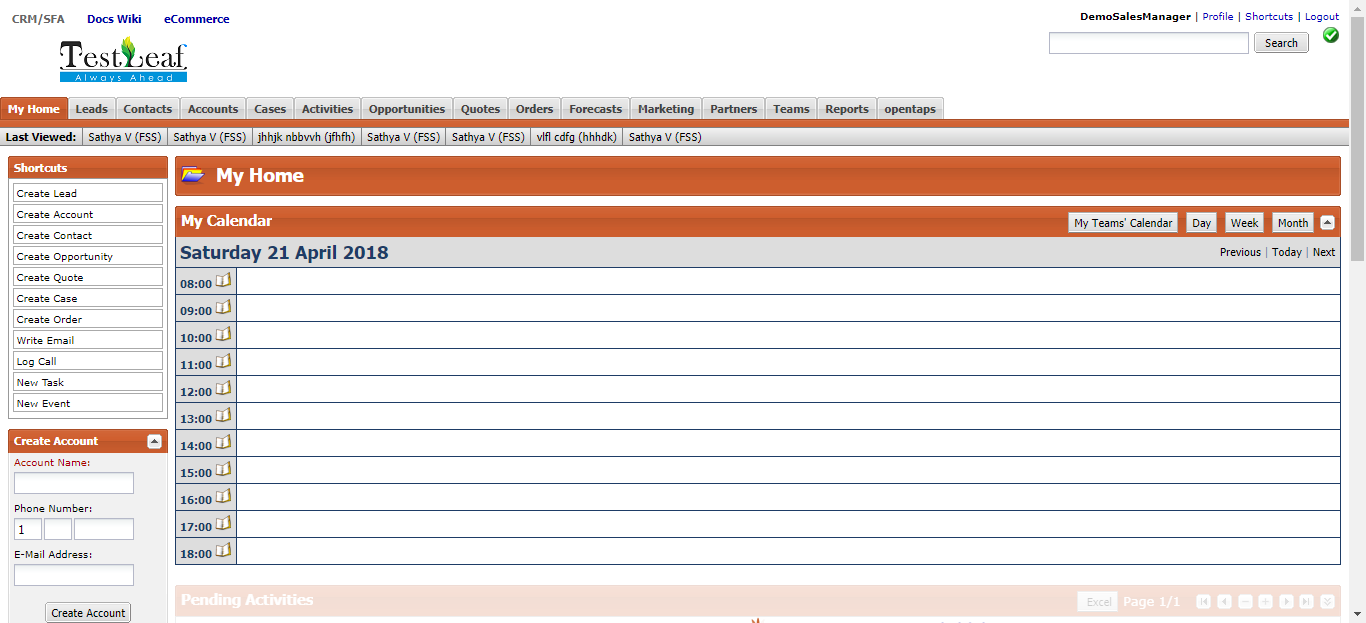 CRM/SFA Docs Wiki eCommerce
DemoSalesManager | Profile | Shortcuts | Logout
TestLeaf
Always Ahead
Search
My Home Leads Contacts Accounts Cases Activities Opportunities Quotes Orders Forecasts Marketing Partners Teams Reports opentaps
Last Viewed: Sathya V (FSS) Sathya V (FSS) jhhjk nbbvvh (jfhfh) Sathya V (FSS) Sathya V (FSS) vlfl cdfg (hhhdk) Sathya V (FSS)
Shortcuts
Create Lead
Create Account
Create Contact
Create Opportunity
Create Quote
Create Case
Create Order
Write Email
Log Call
New Task
New Event
Create Account
Account Name:
Phone Number:
1
E-Mail Address:
Create Account
My Home
My Calendar
My Teams' Calendar Day Week Month
Saturday 21 April 2018
Previous | Today | Next
08:00
09:00
10:00
11:00
12:00
13:00
14:00
15:00
16:00
17:00
18:00
Pending Activities
Excel Page 1/1